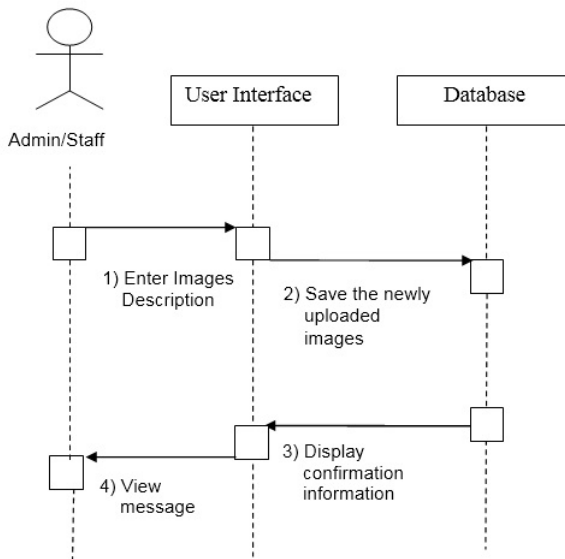 User Interface
Database
Admin/Staff
1) Enter Images
Description
2) Save the newly
uploaded
images
3) Display
confirmation
information
4) View
message